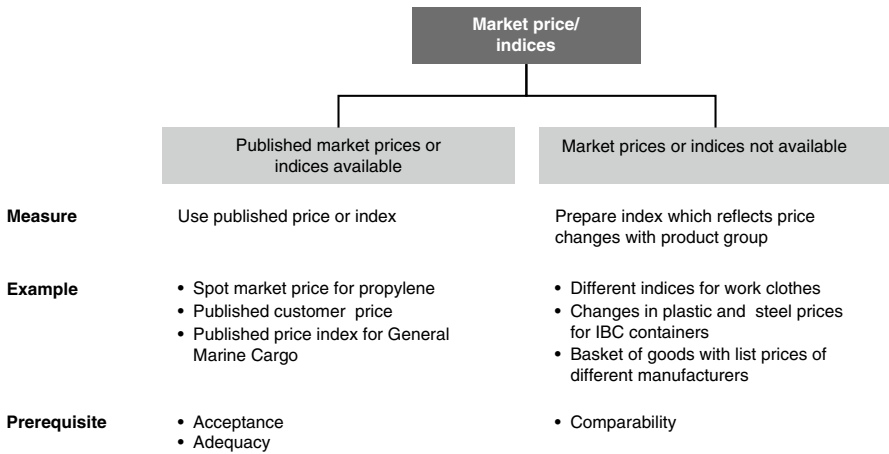 Market price/
indices
Published market prices or
indices available
Market prices or indices not available
Measure
Use published price or index
Prepare index which reflects price
changes with product group
Example
• Spot market price for propylene
• Published customer price
• Published price index for General
Marine Cargo
• Different indices for work clothes
• Changes in plastic and steel prices
for IBC containers
• Basket of goods with list prices of
different manufacturers
Prerequisite
• Acceptance
• Adequacy
• Comparability